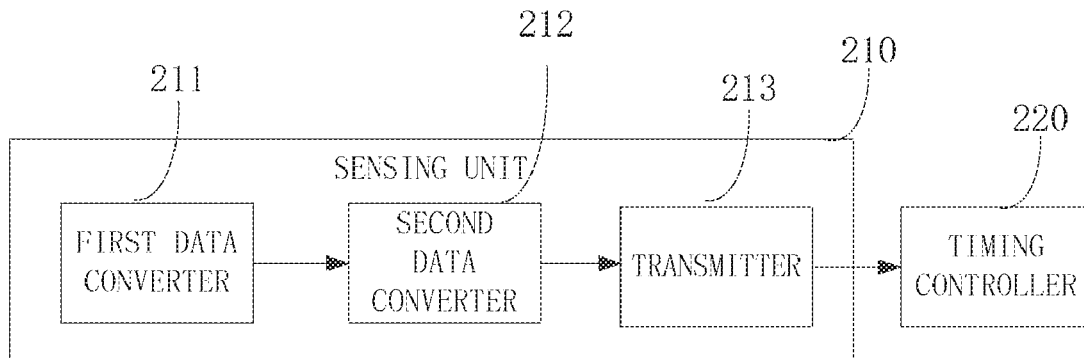 212
210
211
213
220
SENSING UNIT
FIRST DATA
CONVERTER
SECOND
DATA
CONVERTER
TRANSMITTER
TIMING
CONTROLLER